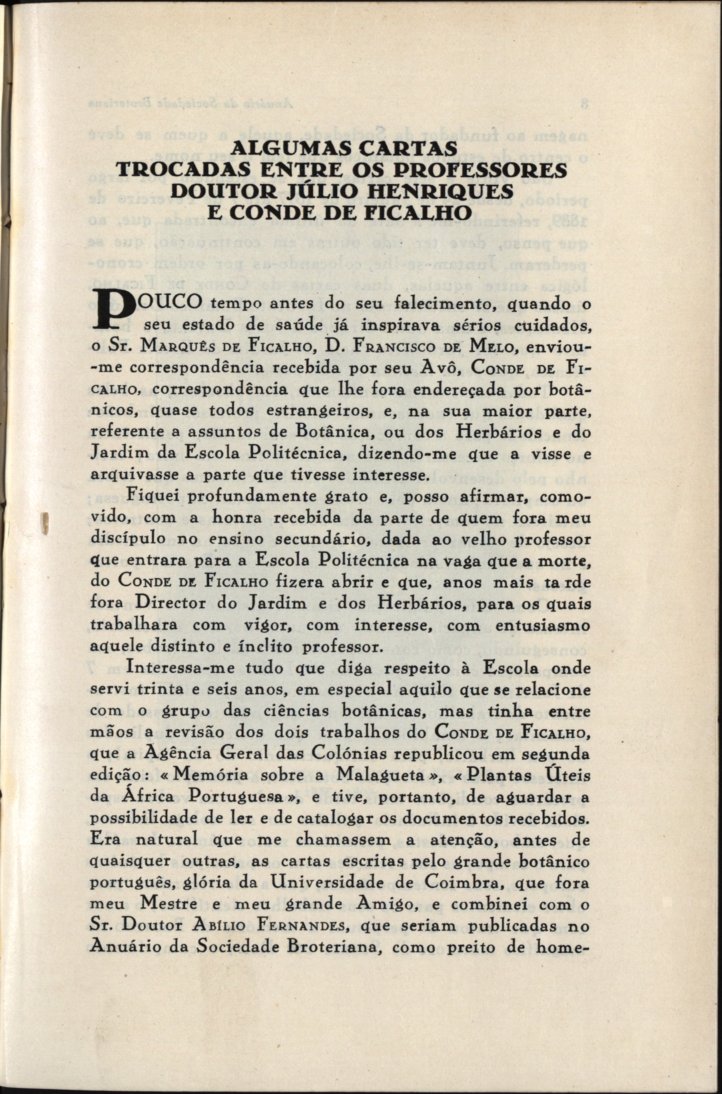 ALGUMAS CARTAS
TROCADAS ENTRE OS PROFESSORES
DOUTOR JÚLIO HENRIQUES
E CONDE DE FICALHO
POUCO tempo antes do seu falecimento, quando o
seu estado de saúde já inspirava sérios cuidados,
o Sr. MARQUÊS DE FICALHO, D. FRANCISCO DE MELO, enviou-
-me correspondência recebida por seu Avô, CONDE DE FI-
CALHO, correspondência que lhe fora endereçada por botâ-
nicos, quase todos estrangeiros, e, na sua maior parte,
referente a assuntos de Botânica, ou dos Herbários e do
Jardim da Escola Politécnica, dizendo-me que a visse e
arquivasse a parte que tivesse interesse.
Fiquei profundamente grato e, posso afirmar, como-
vido, com a honra recebida da parte de quem fora meu
discípulo no ensino secundário, dada ao velho professor
que entrara para a Escola Politécnica na vaga que a morte,
do CONDE DE FICALHO fizera abrir e que, anos mais ta rde
fora Director do Jardim e dos Herbários, para os quais
trabalhara com vigor, com interesse, com entusiasmo
aquele distinto e ínclito professor.
Interessa-me tudo que diga respeito à Escola onde
servi trinta e seis anos, em especial aquilo que se relacione
com o grupo das ciências botânicas, mas tinha entre
mãos a revisão dos dois trabalhos do CONDE DE FICALHO,
que a Agência Geral das Colónias republicou em segunda
edição: «Memória sobre a Malagueta», «Plantas Úteis
da África Portuguesa», e tive, portanto, de aguardar a
possibilidade de ler e de catalogar os documentos recebidos.
Era natural que me chamassem a atenção, antes de
quaisquer outras, as cartas escritas pelo grande botânico
português, glória da Universidade de Coimbra, que fora
meu Mestre e meu grande Amigo, e combinei com o
Sr. Doutor ABÍLIO FERNANDES, que seriam publicadas no
Anuário da Sociedade Broteriana, como preito de home-